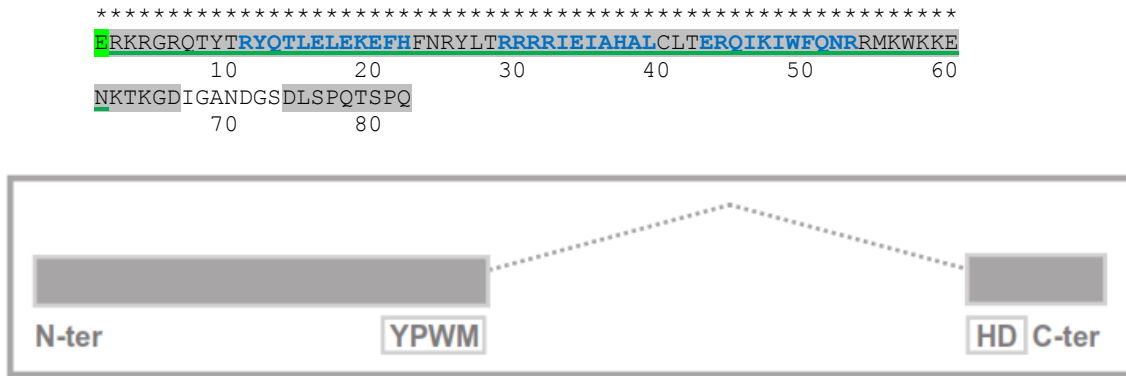 ************************************************************
ERKRGRQTYTRYQTLELEKEFHFNRYLTRRRRIEIAHALCLTERQIKIWFQNRRMKWKKE
10 20 30 40 50 60
NKTKGDIGANDGSDLSPQTSPQ
70 80
N-ter YPWM HD C-ter